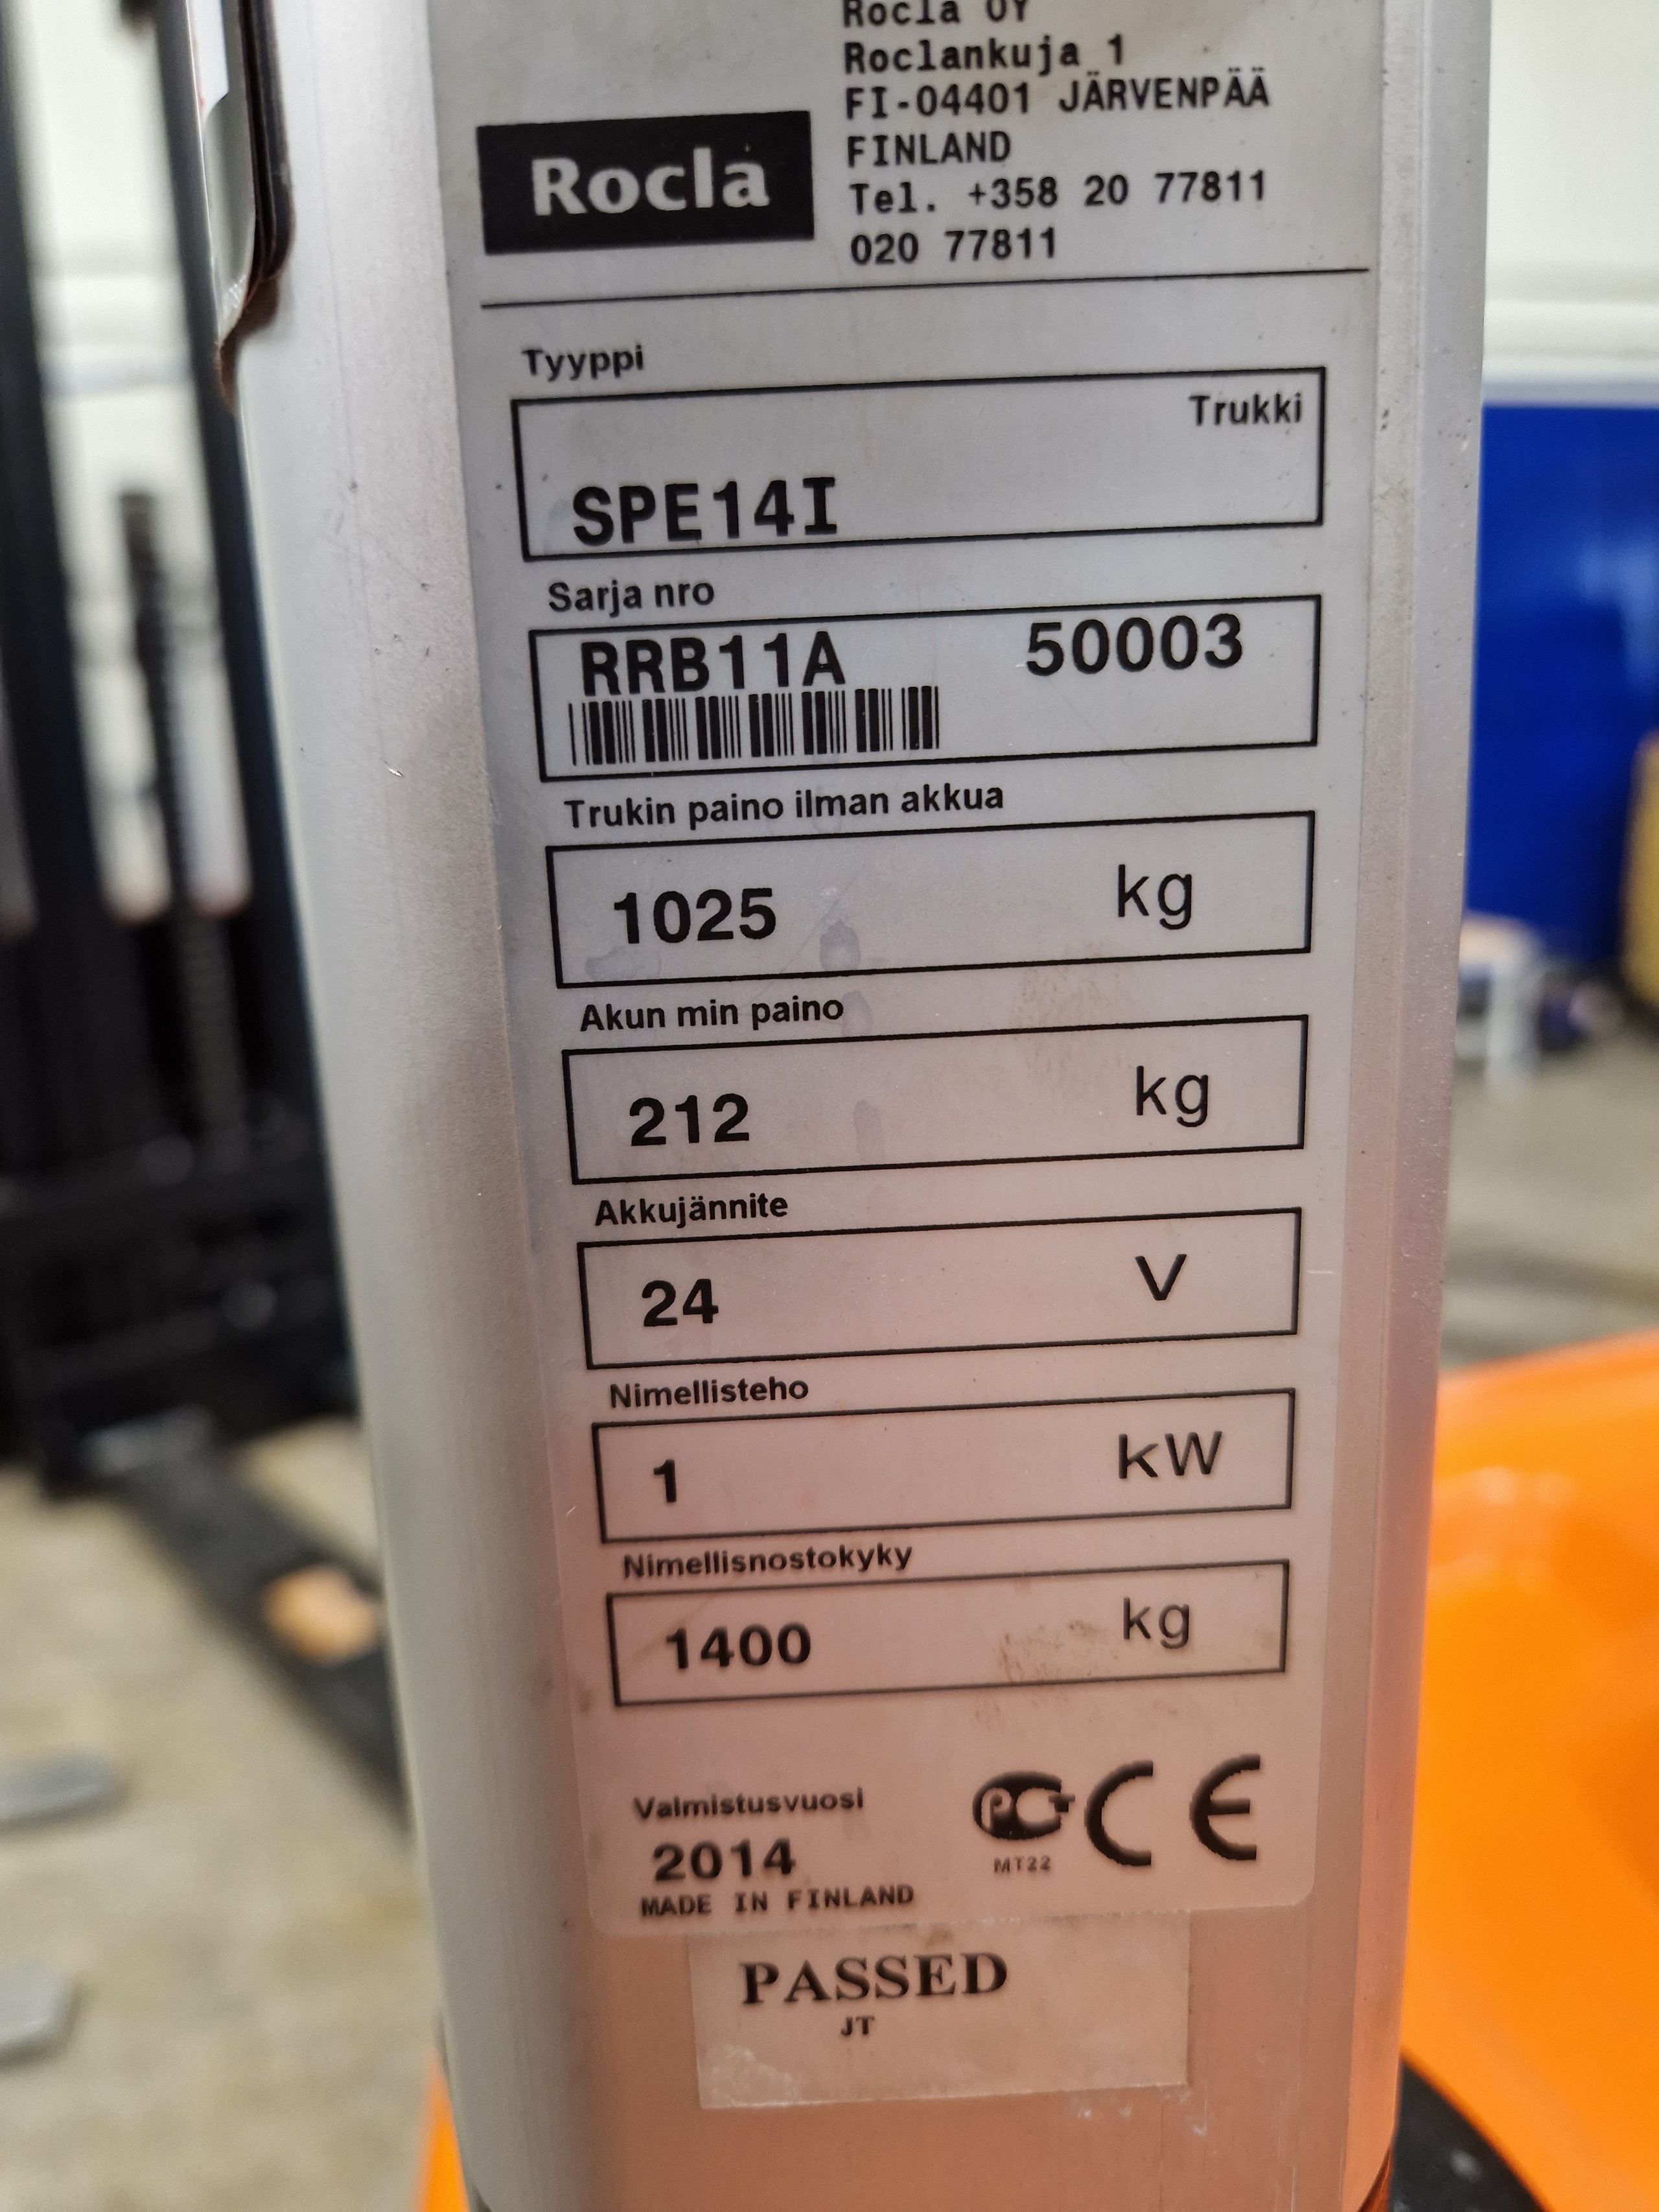 Rocla OY
Roclankuja 1
FI-04401 JÄRVENPÄÄ
FINLAND
Tel. +358 20 77811
020 77811
Rocla
Tyyppi
Trukki
SPE14I
Sarja nro
RRB11A 50003
Trukin paino ilman akkua
1025 kg
Akun min paino
212 kg
Akkujännite
24 V
Nimellisteho
1 kW
Nimellisnostokyky
1400 kg
Valmistusvuosi
2014
MADE IN FINLAND
PCT CE
MT22
PASSED
JT